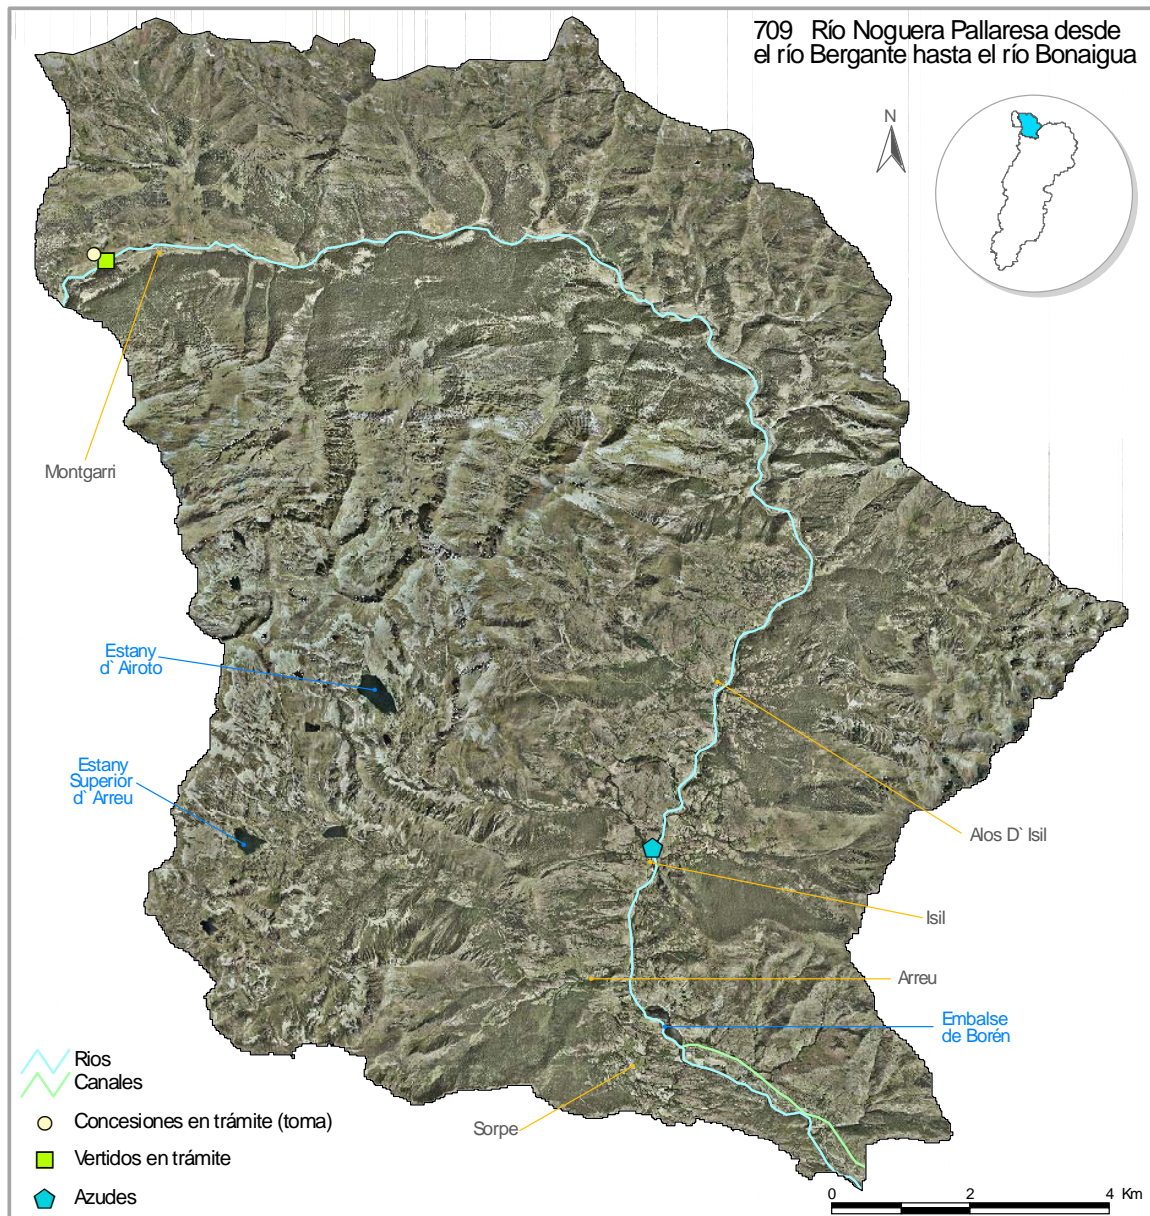 709 Río Noguera Pallaresa desde
el río Bergante hasta el río Bonaigua
N
Montgarri
Estany
d` Airoto
Estany
Superior
d` Arreu
Alos D` Isil
Isil
Arreu
Embalse
de Borén
Sorpe
Rios
Canales
Concesiones en trámite (toma)
Vertidos en trámite
Azudes
0 2 4 Km